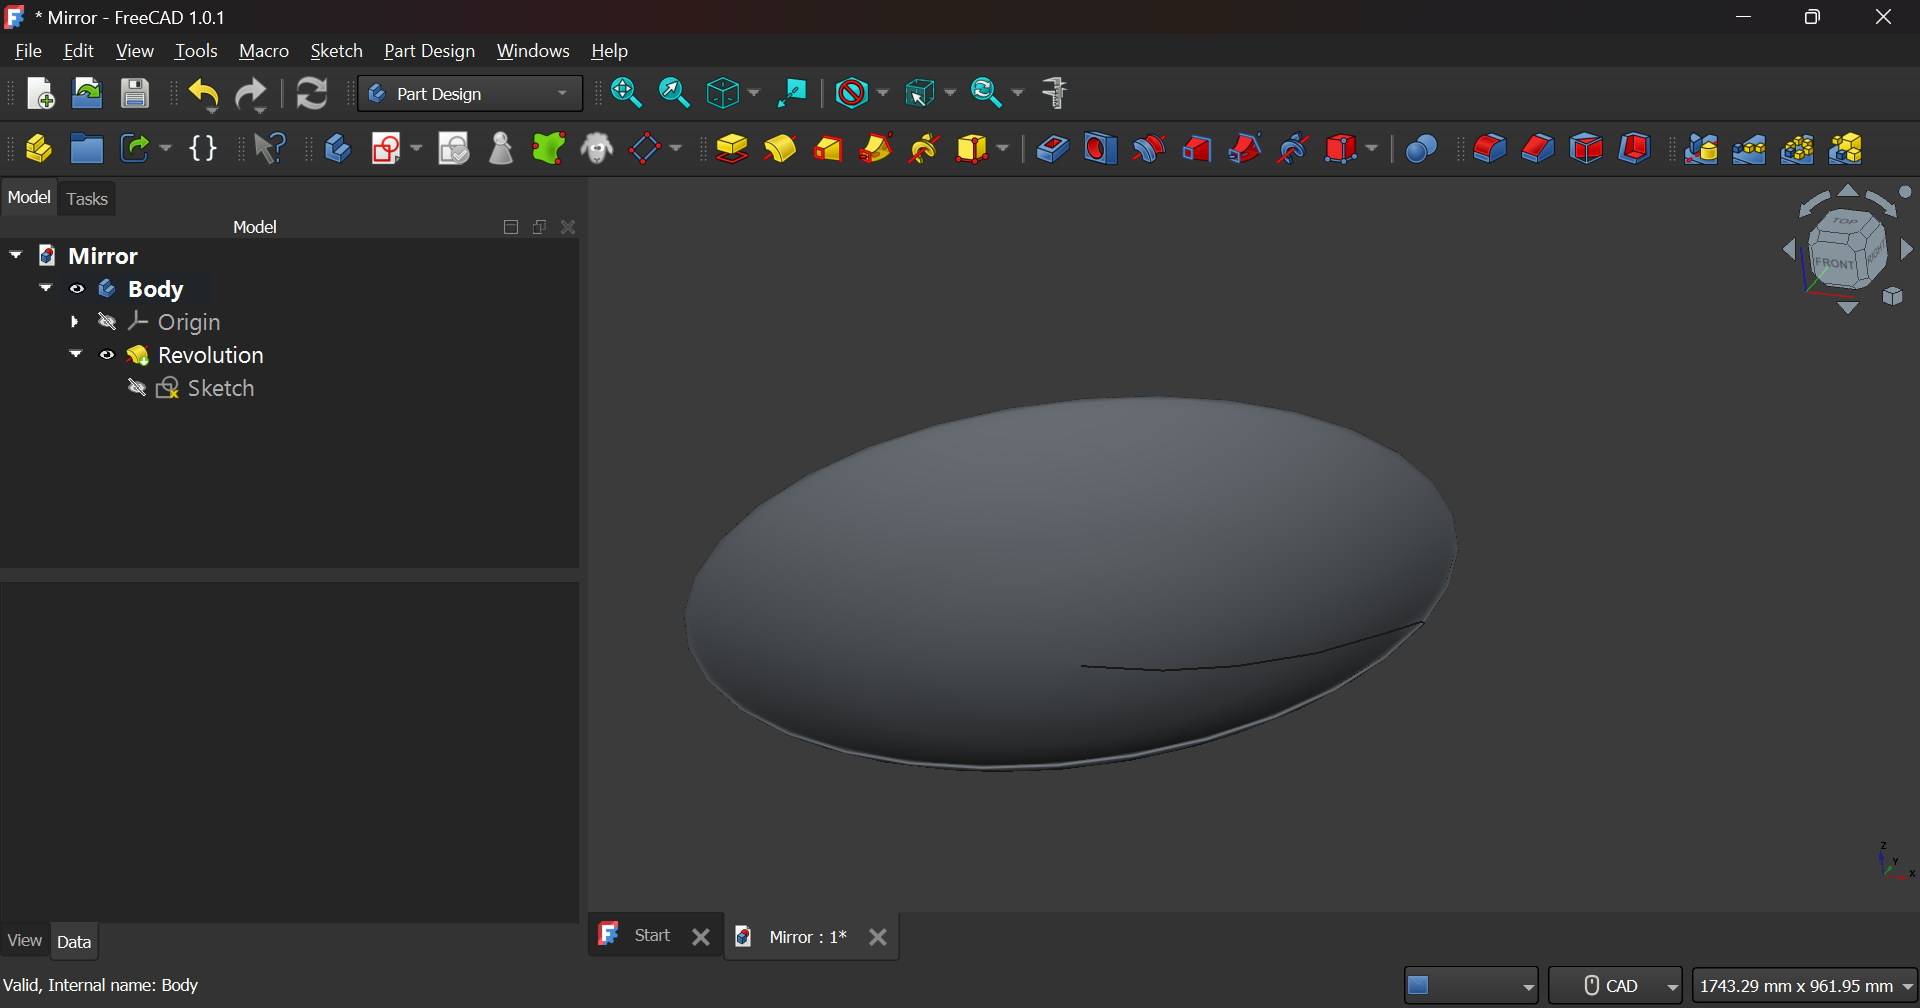 * Mirror - FreeCAD 1.0.1
File Edit View Tools Macro Sketch Part Design Windows Help
Part Design
Model Tasks
Model
Mirror
Body
Origin
Revolution
Sketch
TOP
FRONT
RIGHT
Z
Y
X
View Data
Start
Mirror : 1*
Valid, Internal name: Body
CAD
1743.29 mm x 961.95 mm